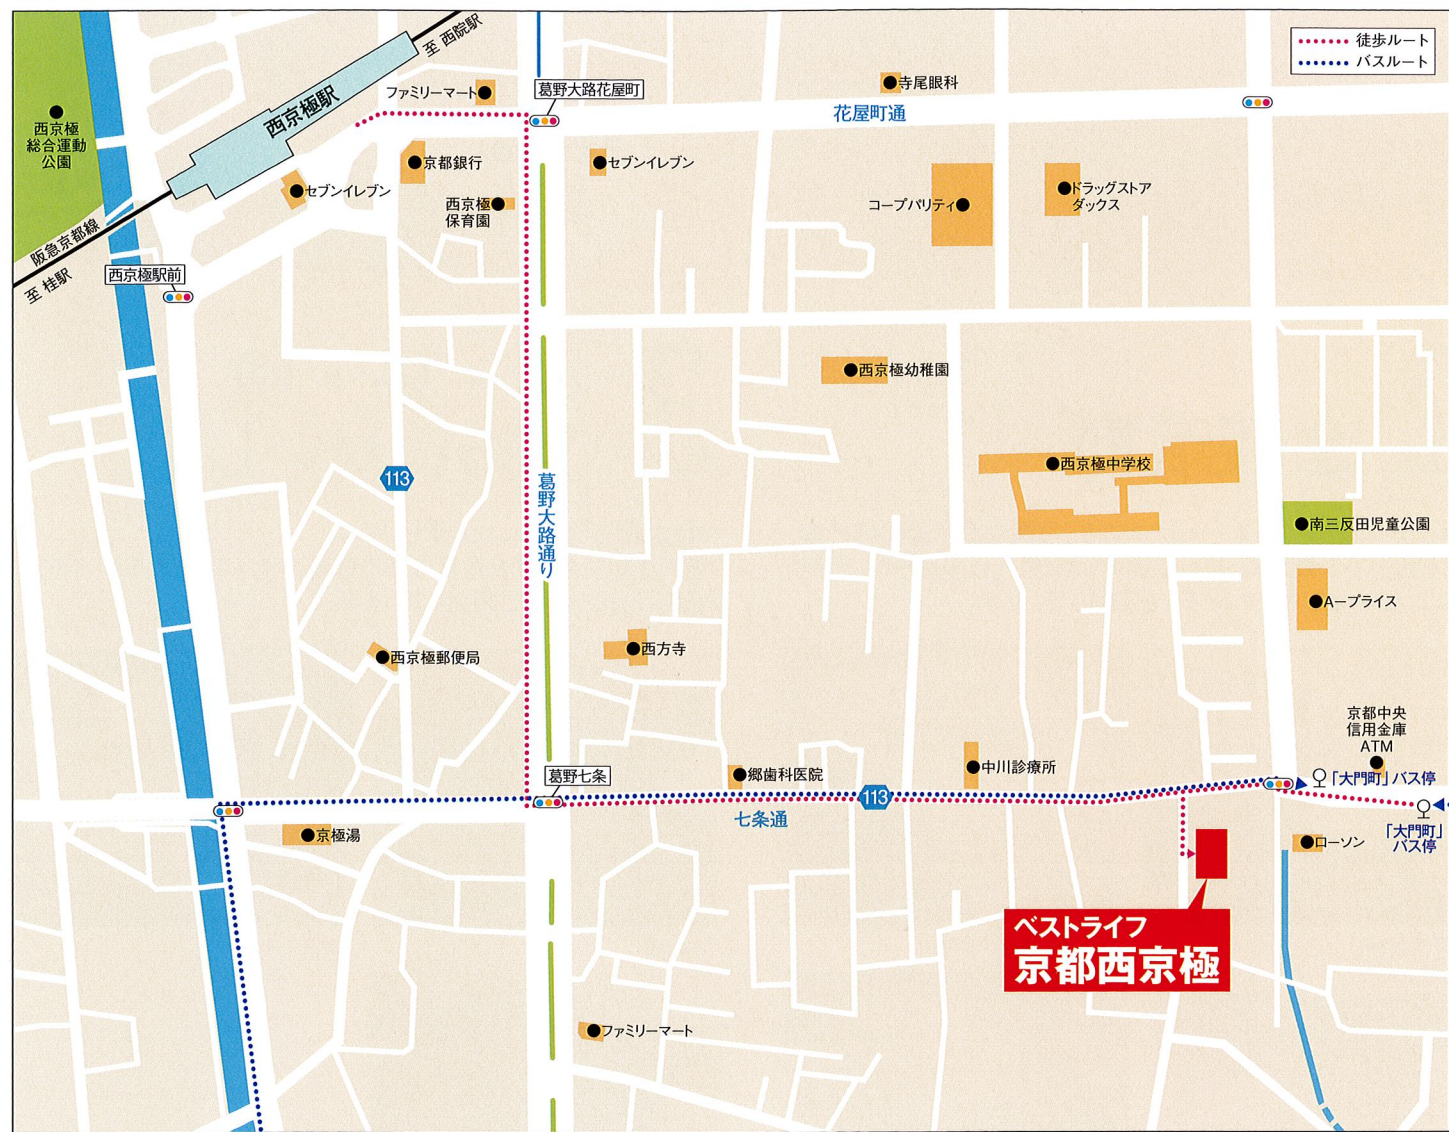 徒歩ルート
バスルート
至 西院駅
西京極駅
西京極
総合運動
公園
ファミリーマート
葛野大路花屋町
寺尾眼科
花屋町通
京都銀行
セブンイレブン
セブンイレブン
西京極
保育園
コープパリティ
ドラッグストア
ダックス
阪急京都線
至 桂駅
西京極駅前
西京極幼稚園
113
葛野大路通り
西京極中学校
南三反田児童公園
A-プライス
西京極郵便局
西方寺
京都中央
信用金庫
ATM
葛野七条
郷歯科医院
中川診療所
「大門町」バス停
113
七条通
京極湯
「大門町」
バス停
ローソン
ベストライフ
京都西京極
ファミリーマート